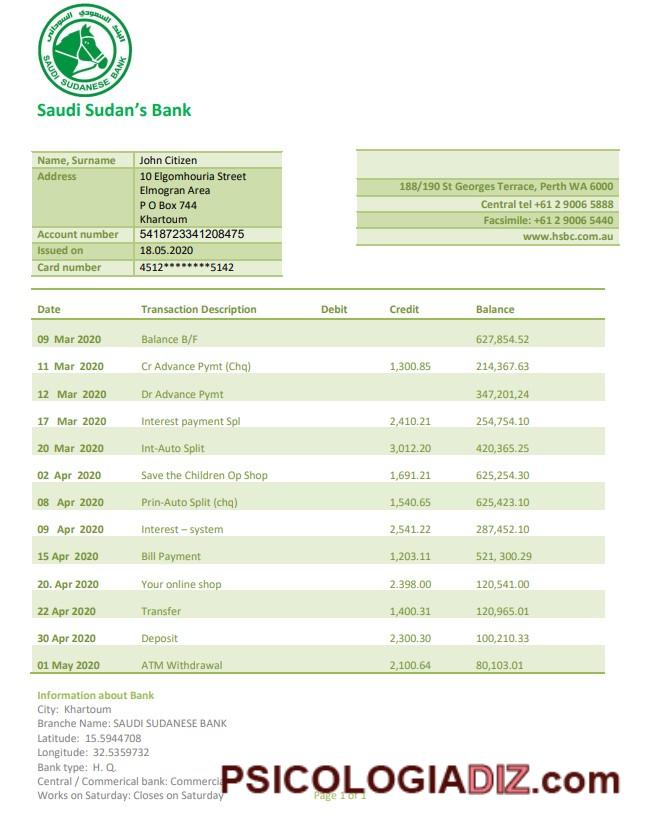 البنك السعودي السوداني
SAUDI SUDANESE BANK
Saudi Sudan's Bank
Name, Surname John Citizen
Address 10 Elgomhouria Street
Elmogran Area
P O Box 744
Khartoum
Account number 5418723341208475
Issued on 18.05.2020
Card number 4512********5142
188/190 St Georges Terrace, Perth WA 6000
Central tel +61 2 9006 5888
Facsimile: +61 2 9006 5440
www.hsbc.com.au
Date Transaction Description Debit Credit Balance
09 Mar 2020 Balance B/F 627,854.52
11 Mar 2020 Cr Advance Pymt (Chq) 1,300.85 214,367.63
12 Mar 2020 Dr Advance Pymt 347,201,24
17 Mar 2020 Interest payment Spl 2,410.21 254,754.10
20 Mar 2020 Int-Auto Split 3,012.20 420,365.25
02 Apr 2020 Save the Children Op Shop 1,691.21 625,254.30
08 Apr 2020 Prin-Auto Split (chq) 1,540.65 625,423.10
09 Apr 2020 Interest – system 2,541.22 287,452.10
15 Apr 2020 Bill Payment 1,203.11 521, 300.29
20. Apr 2020 Your online shop 2.398.00 120,541.00
22 Apr 2020 Transfer 1,400.31 120,965.01
30 Apr 2020 Deposit 2,300.30 100,210.33
01 May 2020 ATM Withdrawal 2,100.64 80,103.01
Information about Bank
City: Khartoum
Branche Name: SAUDI SUDANESE BANK
Latitude: 15.5944708
Longitude: 32.5359732
Bank type: H. Q.
Central / Commerical bank: Commercia
Works on Saturday: Closes on Saturday
PSICOLOGIADIZ.com
Page 1 of 1